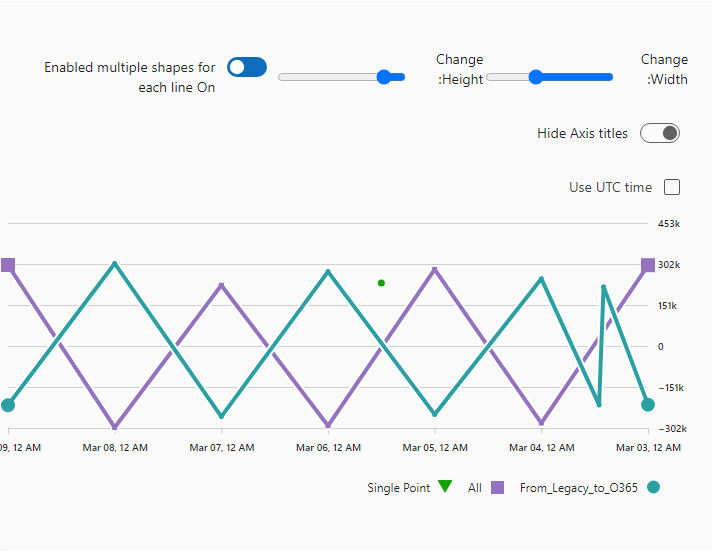 Enabled multiple shapes for
each line On
Change
:Height
Change
:Width
Hide Axis titles
Use UTC time
453k
302k
151k
0
−151k
−302k
09, 12 AM
Mar 08, 12 AM
Mar 07, 12 AM
Mar 06, 12 AM
Mar 05, 12 AM
Mar 04, 12 AM
Mar 03, 12 AM
Single Point
All
From_Legacy_to_O365